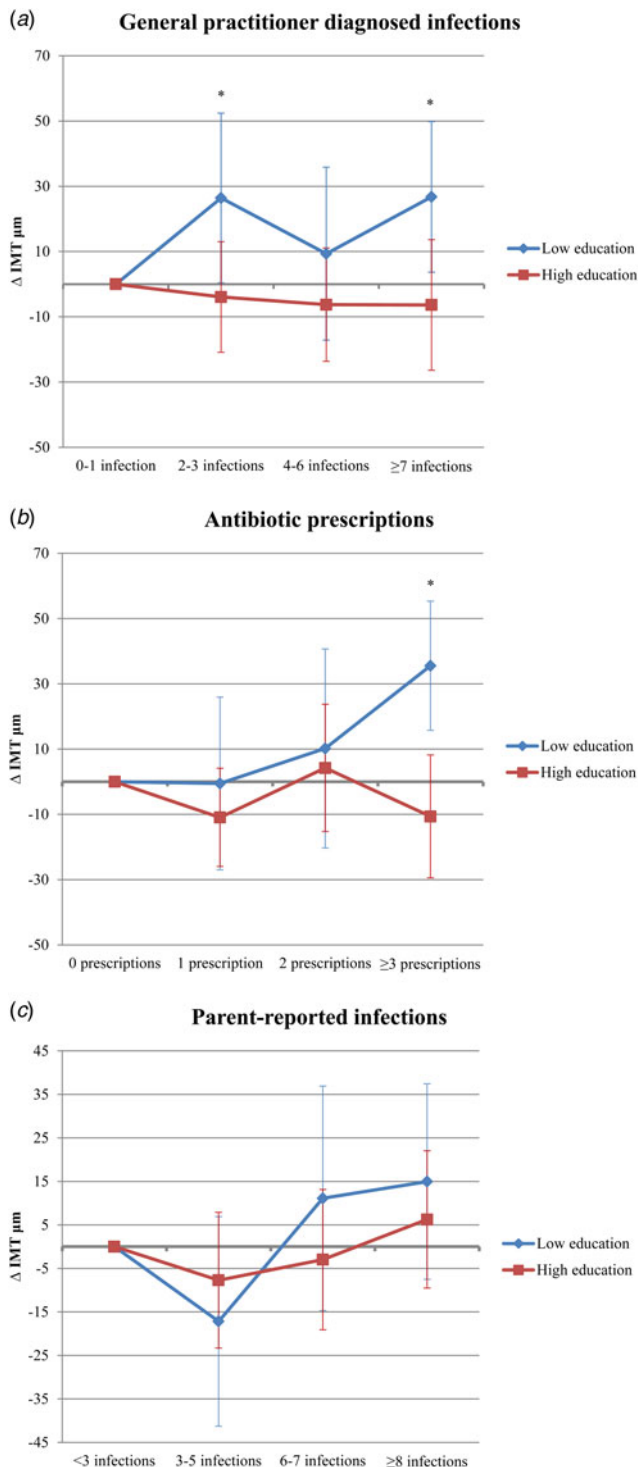 (a)
General practitioner diagnosed infections
70
50
30
10
-10
-30
-50
Δ IMT μm
*
*
Low education
High education
0-1 infection 2-3 infections 4-6 infections ≥7 infections
(b)
Antibiotic prescriptions
70
50
30
10
-10
-30
-50
Δ IMT μm
*
Low education
High education
0 prescriptions 1 prescription 2 prescriptions ≥3 prescriptions
(c)
Parent-reported infections
45
35
25
15
5
-5
-15
-25
-35
-45
Δ IMT μm
Low education
High education
<3 infections 3-5 infections 6-7 infections ≥8 infections